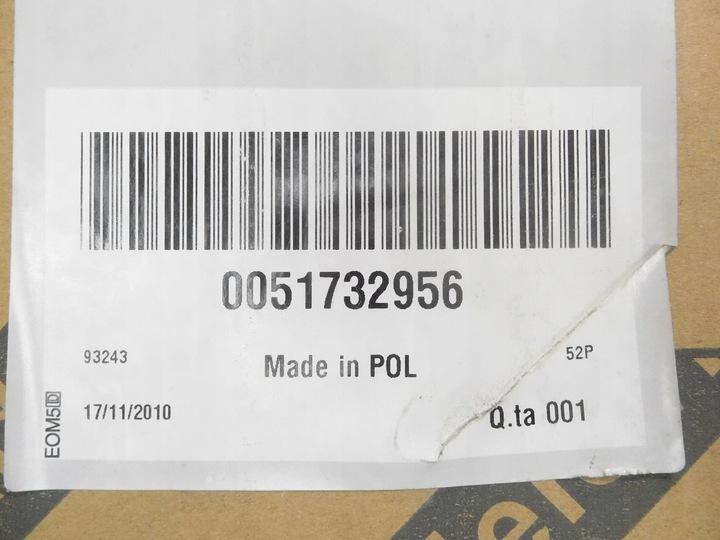 0051732956
93243
Made in POL
52P
EOM5D
17/11/2010
Q.ta 001